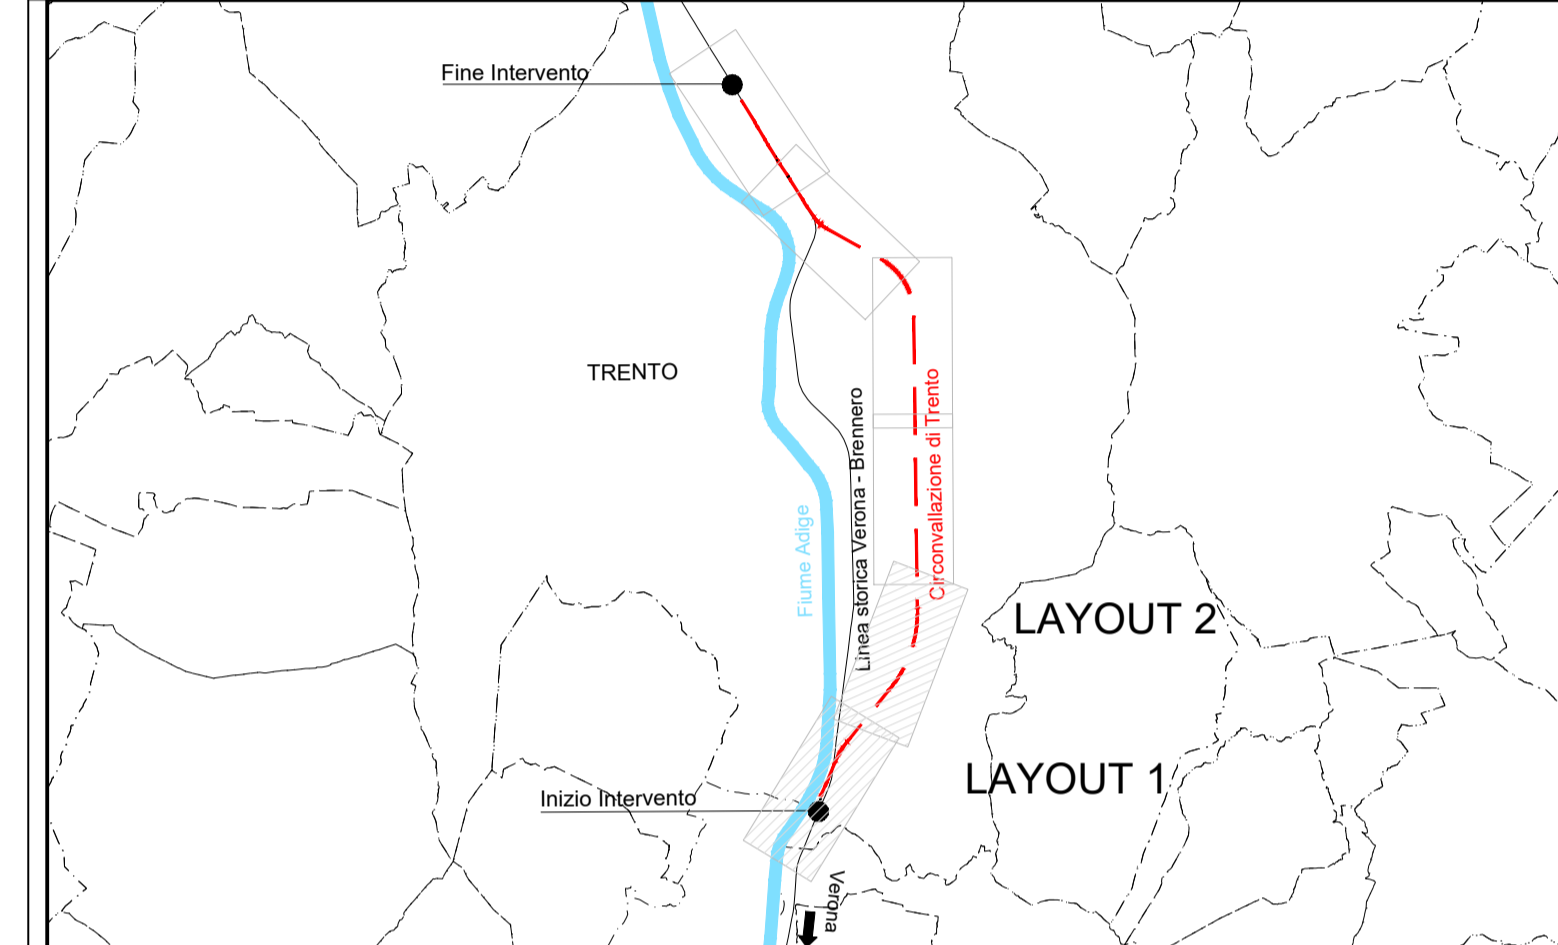 Fine Intervento
TRENTO
Fiume Adige
Linea storica Verona - Brennero
Circonvallazione di Trento
LAYOUT 2
LAYOUT 1
Inizio Intervento
Verona